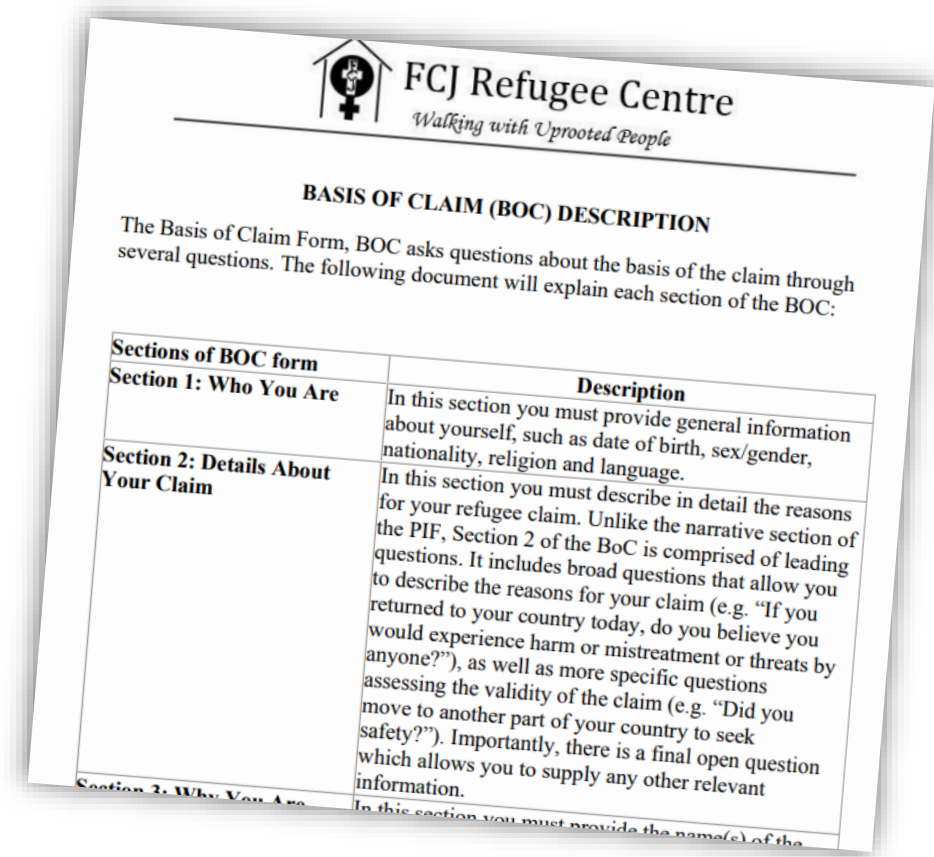 FCJ Refugee Centre
Walking with Uprooted People
BASIS OF CLAIM (BOC) DESCRIPTION
The Basis of Claim Form, BOC asks questions about the basis of the claim through
several questions. The following document will explain each section of the BOC:
Sections of BOC form
Description
Section 1: Who You Are
In this section you must provide general information
about yourself, such as date of birth, sex/gender,
nationality, religion and language.
Section 2: Details About
Your Claim
In this section you must describe in detail the reasons
for your refugee claim. Unlike the narrative section of
the PIF, Section 2 of the BoC is comprised of leading
questions. It includes broad questions that allow you
to describe the reasons for your claim (e.g. “If you
returned to your country today, do you believe you
would experience harm or mistreatment or threats by
anyone?”), as well as more specific questions
assessing the validity of the claim (e.g. “Did you
move to another part of your country to seek
safety?”). Importantly, there is a final open question
which allows you to supply any other relevant
information.
Section 3: Why You Are
In this section you must provide the name(s) of the